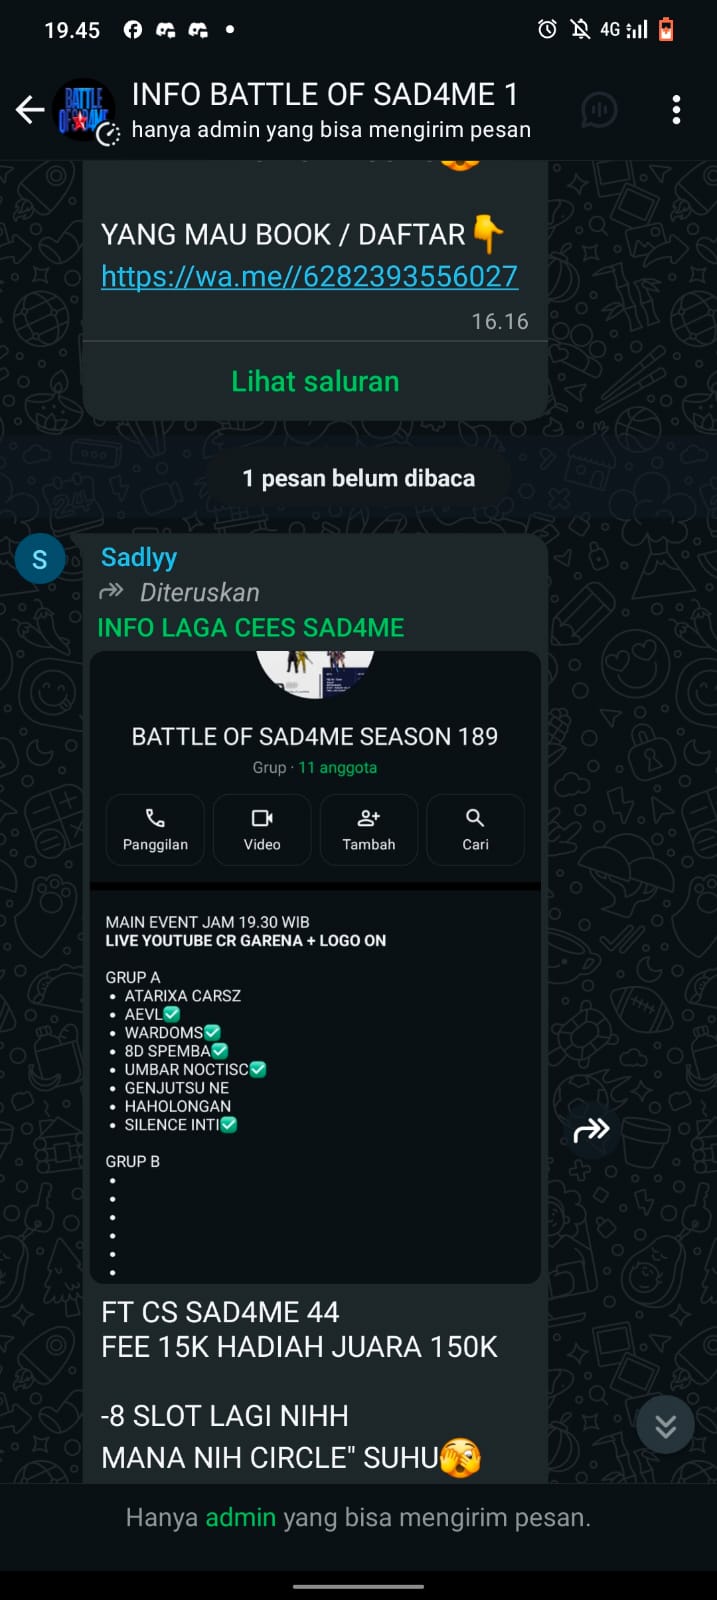 19.45
4G
INFO BATTLE OF SAD4ME 1
hanya admin yang bisa mengirim pesan
BATTLE
YANG MAU BOOK / DAFTAR👇
https://wa.me//6282393556027
16.16
Lihat saluran
1 pesan belum dibaca
S
Sadlyy
Diteruskan
INFO LAGA CEES SAD4ME
BATTLE OF SAD4ME SEASON 189
Grup · 11 anggota
Panggilan Video Tambah Cari
MAIN EVENT JAM 19.30 WIB
LIVE YOUTUBE CR GARENA + LOGO ON
GRUP A
• ATARIXA CARSZ
• AEVL✅
• WARDOMS✅
• 8D SPEMBA✅
• UMBAR NOCTISC✅
• GENJUTSU NE
• HAHOLONGAN
• SILENCE INTI✅
GRUP B
•
•
•
•
•
•
FT CS SAD4ME 44
FEE 15K HADIAH JUARA 150K
-8 SLOT LAGI NIHH
MANA NIH CIRCLE" SUHU🫣
Hanya admin yang bisa mengirim pesan.